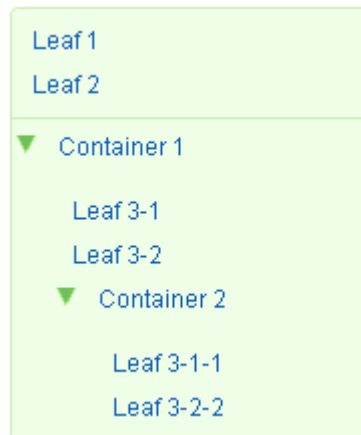 Leaf 1
Leaf 2
Container 1
Leaf 3-1
Leaf 3-2
Container 2
Leaf 3-1-1
Leaf 3-2-2